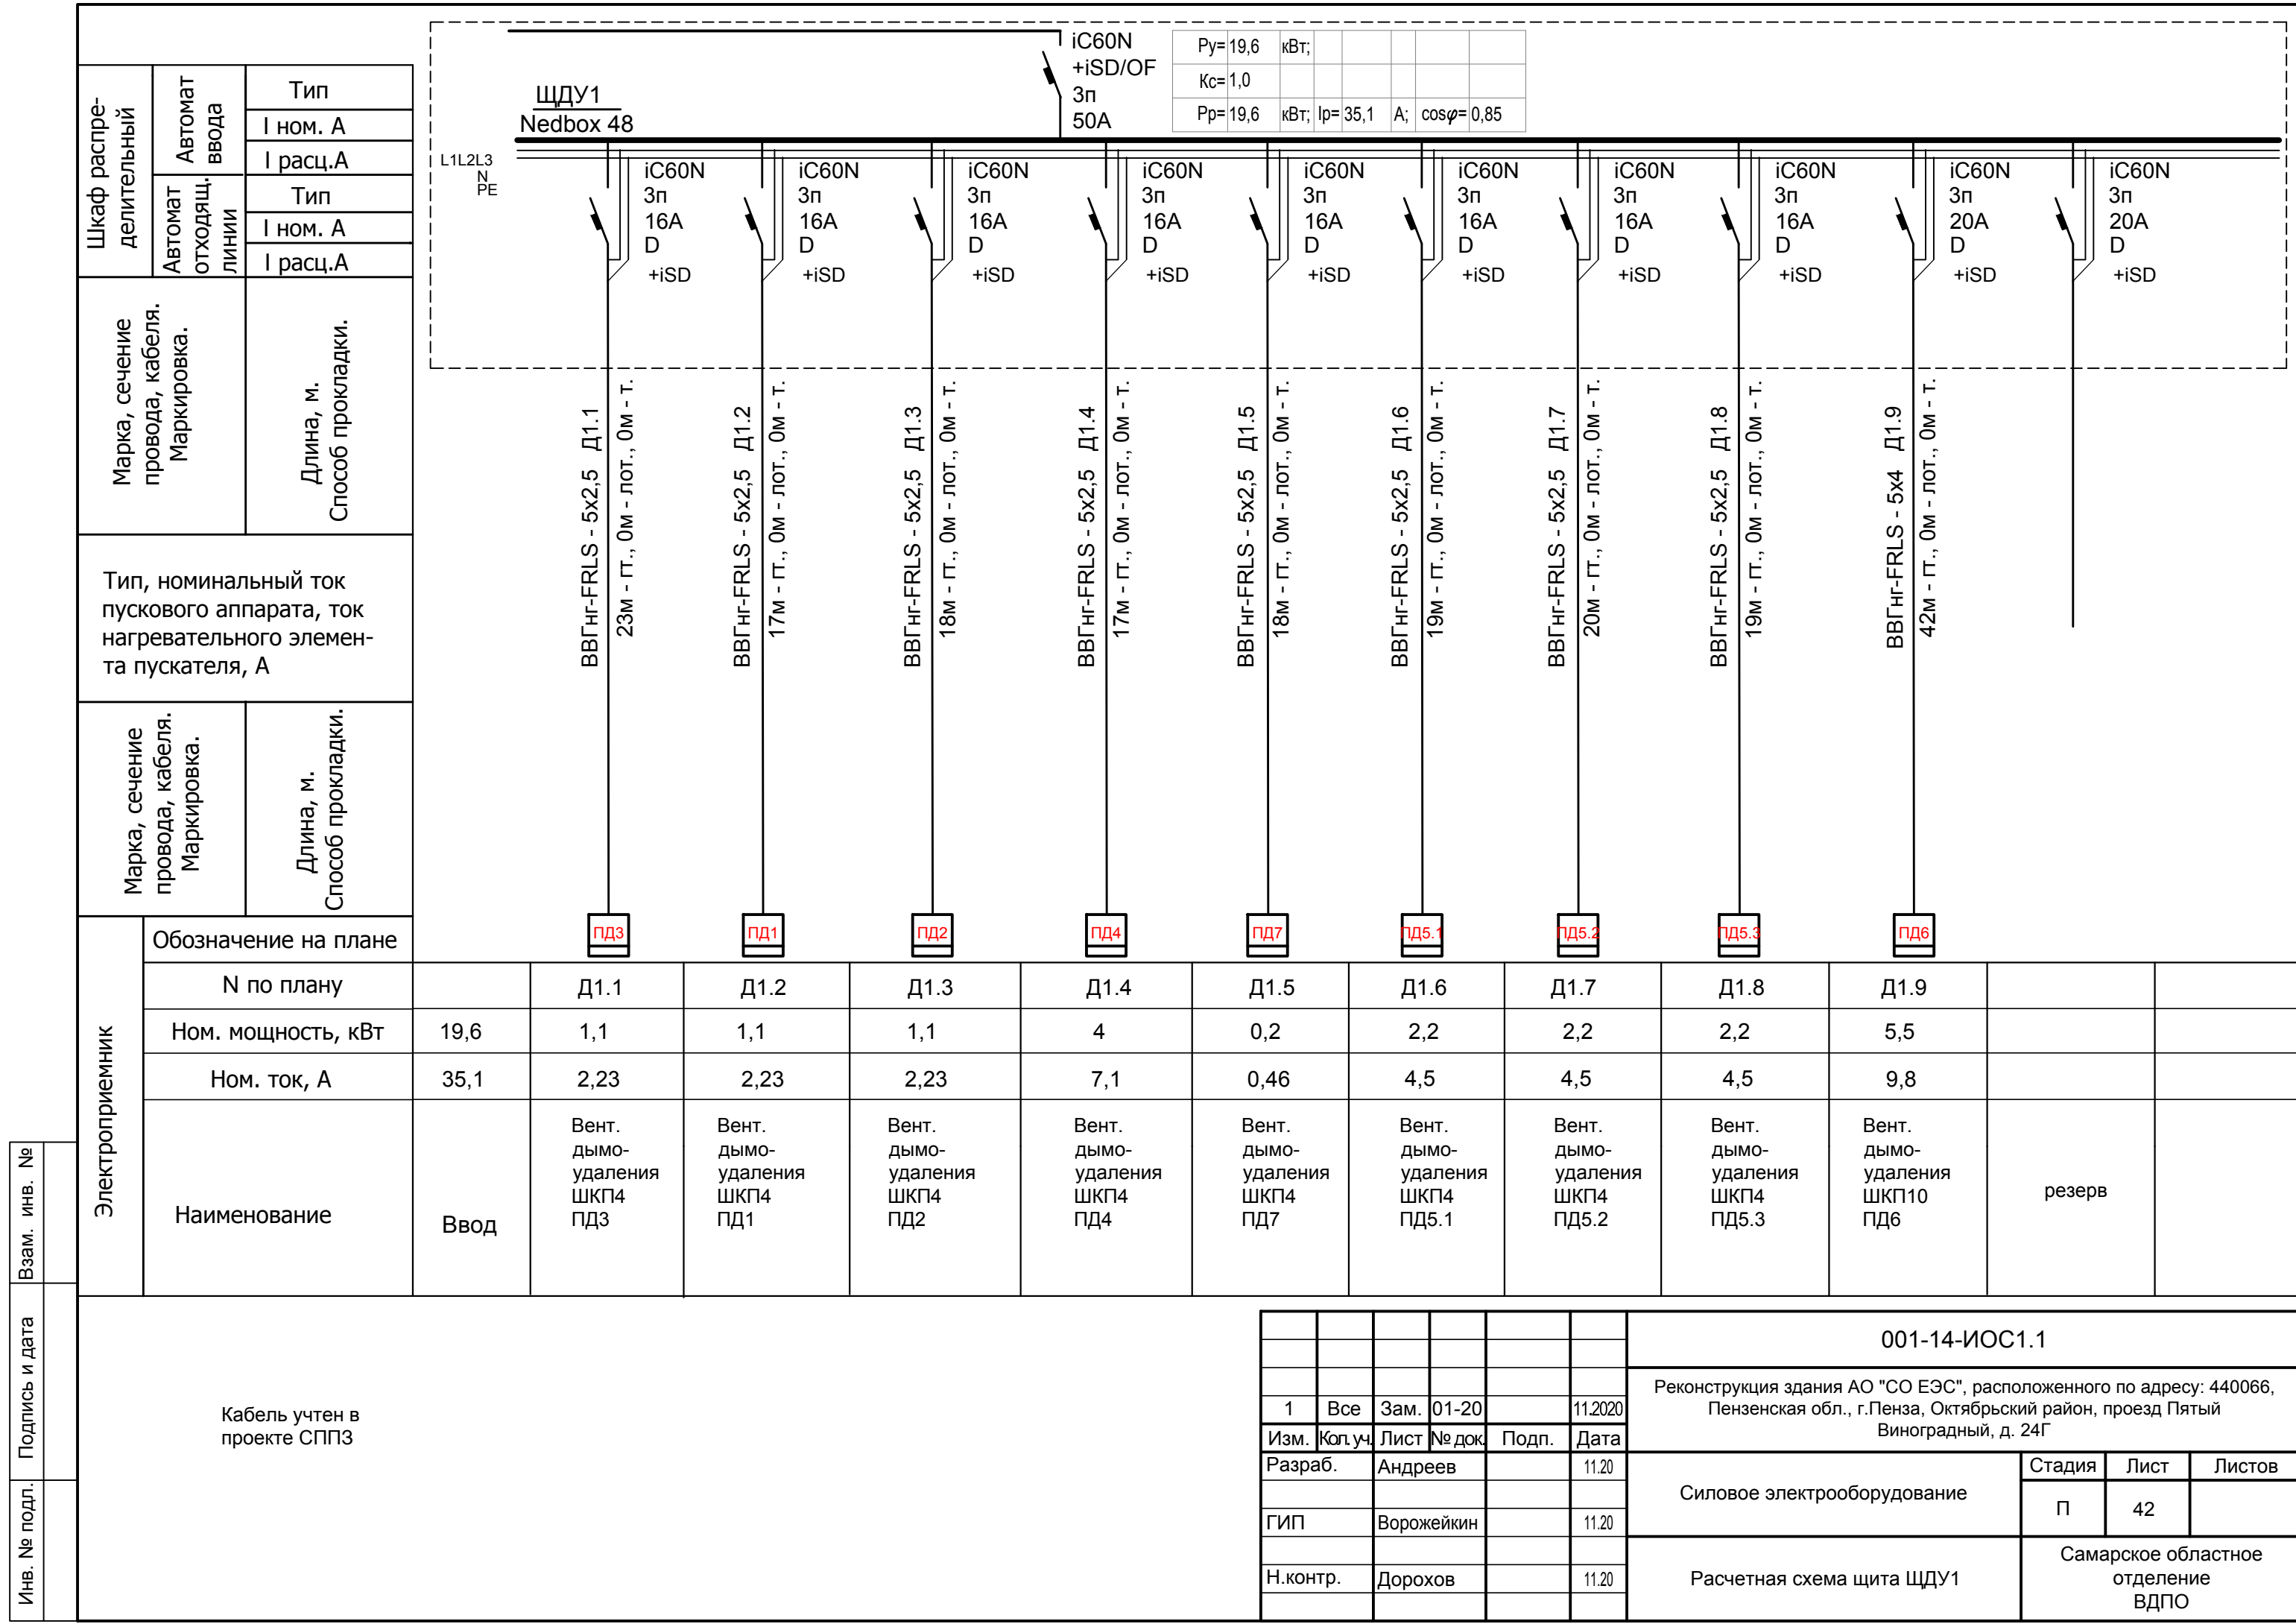 iC60N
+iSD/OF
3п
50А
Pу= 19,6 кВт;
Кс= 1,0
Pр= 19,6 кВт; Iр= 35,1 А; cosφ= 0,85
ЩДУ1
Nedbox 48
L1L2L3
N
PE
Шкаф распре-
делительный
Автомат
ввода
Тип
I ном. А
I расц.А
Автомат
отходящ.
линии
Тип
I ном. А
I расц.А
iC60N
3п
16А
D
+iSD
iC60N
3п
16А
D
+iSD
iC60N
3п
16А
D
+iSD
iC60N
3п
16А
D
+iSD
iC60N
3п
16А
D
+iSD
iC60N
3п
16А
D
+iSD
iC60N
3п
16А
D
+iSD
iC60N
3п
16А
D
+iSD
iC60N
3п
20А
D
+iSD
iC60N
3п
20А
D
+iSD
Марка, сечение
провода, кабеля.
Маркировка.
Длина, м.
Способ прокладки.
ВВГнг-FRLS - 5х2,5 Д1.1
23м - гт., 0м - лот., 0м - т.
ВВГнг-FRLS - 5х2,5 Д1.2
17м - гт., 0м - лот., 0м - т.
ВВГнг-FRLS - 5х2,5 Д1.3
18м - гт., 0м - лот., 0м - т.
ВВГнг-FRLS - 5х2,5 Д1.4
17м - гт., 0м - лот., 0м - т.
ВВГнг-FRLS - 5х2,5 Д1.5
18м - гт., 0м - лот., 0м - т.
ВВГнг-FRLS - 5х2,5 Д1.6
19м - гт., 0м - лот., 0м - т.
ВВГнг-FRLS - 5х2,5 Д1.7
20м - гт., 0м - лот., 0м - т.
ВВГнг-FRLS - 5х2,5 Д1.8
19м - гт., 0м - лот., 0м - т.
ВВГнг-FRLS - 5х4 Д1.9
42м - гт., 0м - лот., 0м - т.
Тип, номинальный ток
пускового аппарата, ток
нагревательного элемен-
та пускателя, А
Марка, сечение
провода, кабеля.
Маркировка.
Длина, м.
Способ прокладки.
Электроприемник
Обозначение на плане ПД3 ПД1 ПД2 ПД4 ПД7 ПД5.1 ПД5.2 ПД5.3 ПД6
N по плану Д1.1 Д1.2 Д1.3 Д1.4 Д1.5 Д1.6 Д1.7 Д1.8 Д1.9
Ном. мощность, кВт 19,6 1,1 1,1 1,1 4 0,2 2,2 2,2 2,2 5,5
Ном. ток, А 35,1 2,23 2,23 2,23 7,1 0,46 4,5 4,5 4,5 9,8
Наименование
Ввод
Вент.
дымо-
удаления
ШКП4
ПД3
Вент.
дымо-
удаления
ШКП4
ПД1
Вент.
дымо-
удаления
ШКП4
ПД2
Вент.
дымо-
удаления
ШКП4
ПД4
Вент.
дымо-
удаления
ШКП4
ПД7
Вент.
дымо-
удаления
ШКП4
ПД5.1
Вент.
дымо-
удаления
ШКП4
ПД5.2
Вент.
дымо-
удаления
ШКП4
ПД5.3
Вент.
дымо-
удаления
ШКП10
ПД6
резерв
Взам. инв. №
Подпись и дата
Инв. № подл.
Кабель учтен в
проекте СППЗ
001-14-ИОС1.1
Реконструкция здания АО "СО ЕЭС", расположенного по адресу: 440066,
Пензенская обл., г.Пенза, Октябрьский район, проезд Пятый
Виноградный, д. 24Г
1 Все Зам. 01-20 11.2020
Изм. Кол.уч. Лист № док. Подп. Дата
Разраб. Андреев 11.20
ГИП Ворожейкин 11.20
Н.контр. Дорохов 11.20
Силовое электрооборудование
Стадия Лист Листов
П 42
Расчетная схема щита ЩДУ1
Самарское областное
отделение
ВДПО